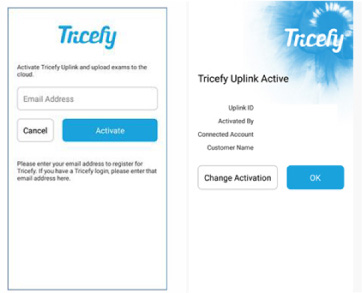 Tricefy
Activate Tricefy Uplink and upload exams to the
cloud.
Email Address
Cancel
Activate
Please enter your email address to register for
Tricefy. If you have a Tricefy login, please enter that
email address here.
Tricefy
Tricefy Uplink Active
Uplink ID
Activated By
Connected Account
Customer Name
Change Activation
OK